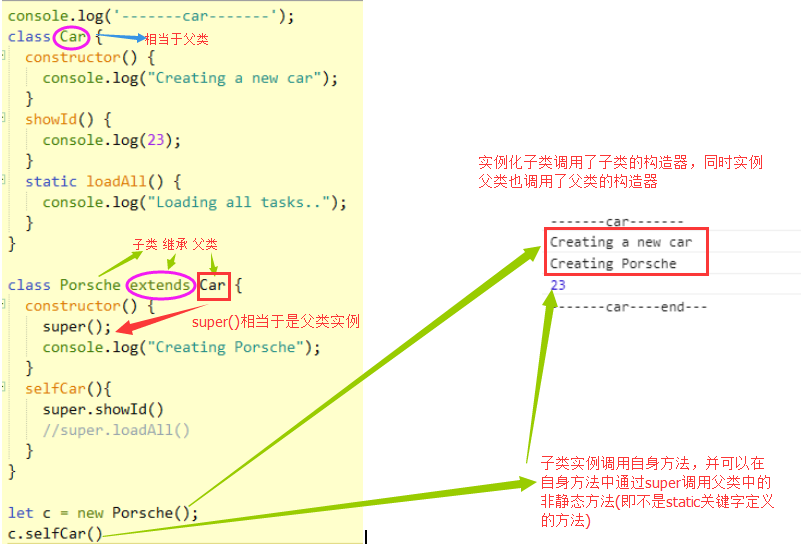 console.log('-------car-------');
class Car {
相当于父类
constructor() {
console.log("Creating a new car");
}
showId() {
console.log(23);
}
static loadAll() {
console.log("Loading all tasks..");
}
}
子类 继承 父类
class Porsche extends Car {
constructor() {
super();
super()相当于是父类实例
console.log("Creating Porsche");
}
selfCar(){
super.showId()
//super.loadAll()
}
}
let c = new Porsche();
c.selfCar()
实例化子类调用了子类的构造器，同时实例
父类也调用了父类的构造器
-------car-------
Creating a new car
Creating Porsche
23
-------car----end---
子类实例调用自身方法，并可以在
自身方法中通过super调用父类中的
非静态方法(即不是static关键字定义
的方法)